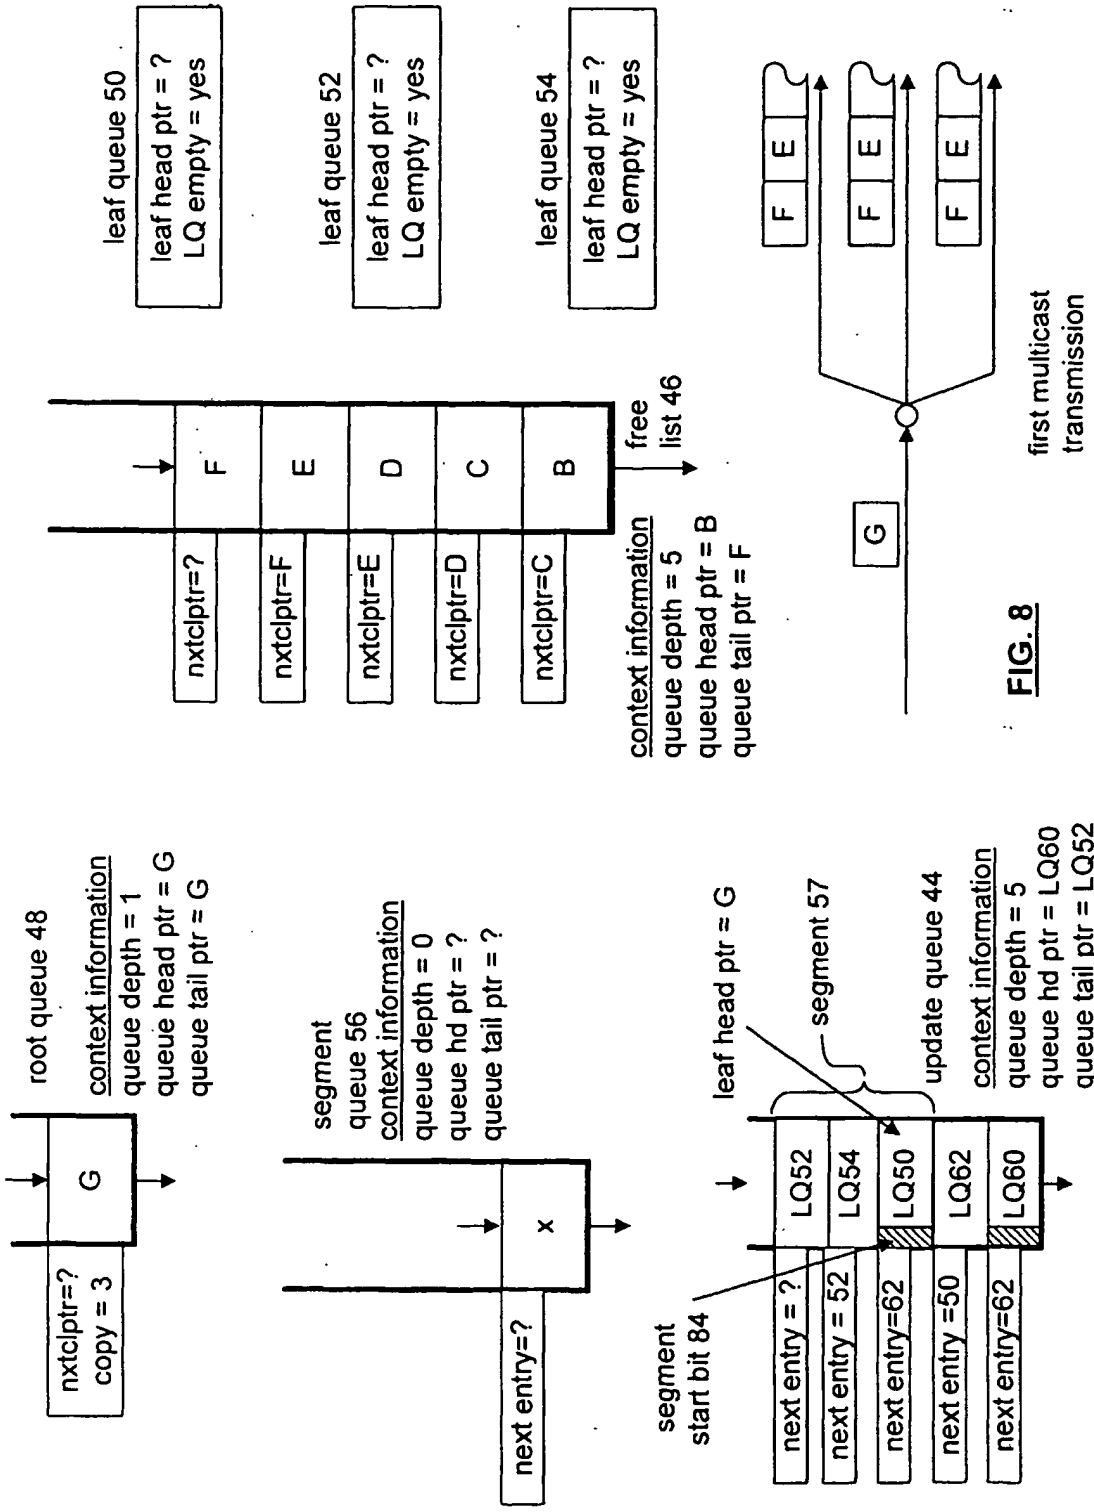 root queue 48
G
nxtclptr=?
copy = 3
context information
queue depth = 1
queue head ptr = G
queue tail ptr = G
segment
queue 56
context information
queue depth = 0
queue hd ptr = ?
queue tail ptr = ?
x
next entry=?
segment
start bit 84
leaf head ptr = G
segment 57
LQ52
LQ54
LQ50
LQ62
LQ60
next entry = ?
next entry = 52
next entry=62
next entry =50
next entry=62
update queue 44
context information
queue depth = 5
queue hd ptr = LQ60
queue tail ptr = LQ52
F
E
D
C
B
nxtclptr=?
nxtclptr=F
nxtclptr=E
nxtclptr=D
nxtclptr=C
free
list 46
context information
queue depth = 5
queue head ptr = B
queue tail ptr = F
leaf queue 50
leaf head ptr = ?
LQ empty = yes
leaf queue 52
leaf head ptr = ?
LQ empty = yes
leaf queue 54
leaf head ptr = ?
LQ empty = yes
G
F E
F E
F E
first multicast
transmission
FIG. 8